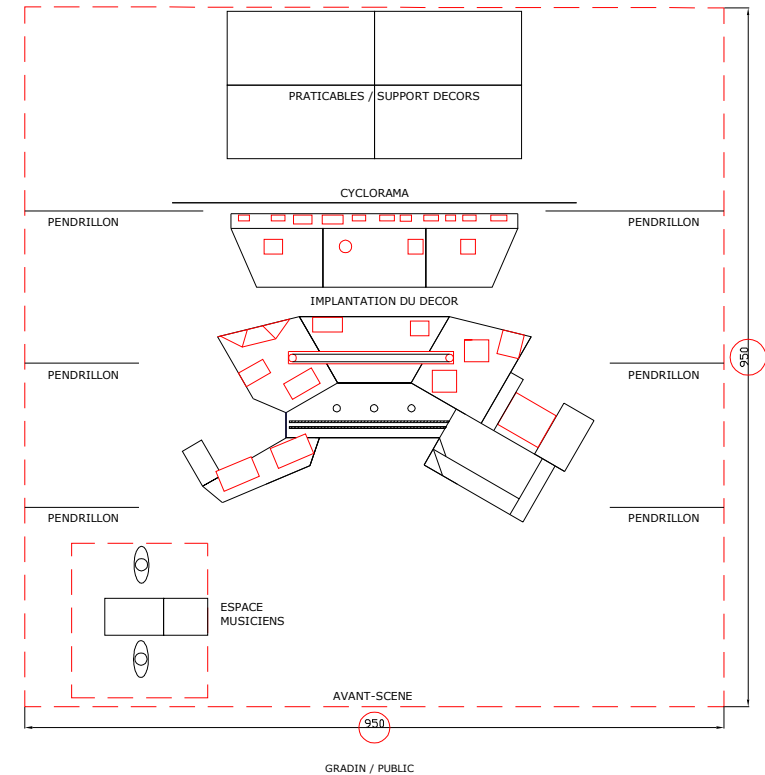 PRATICABLES / SUPPORT DECORS
CYCLORAMA
PENDRILLON
PENDRILLON
IMPLANTATION DU DECOR
950
PENDRILLON
PENDRILLON
PENDRILLON
PENDRILLON
ESPACE
MUSICIENS
AVANT-SCENE
950
GRADIN / PUBLIC